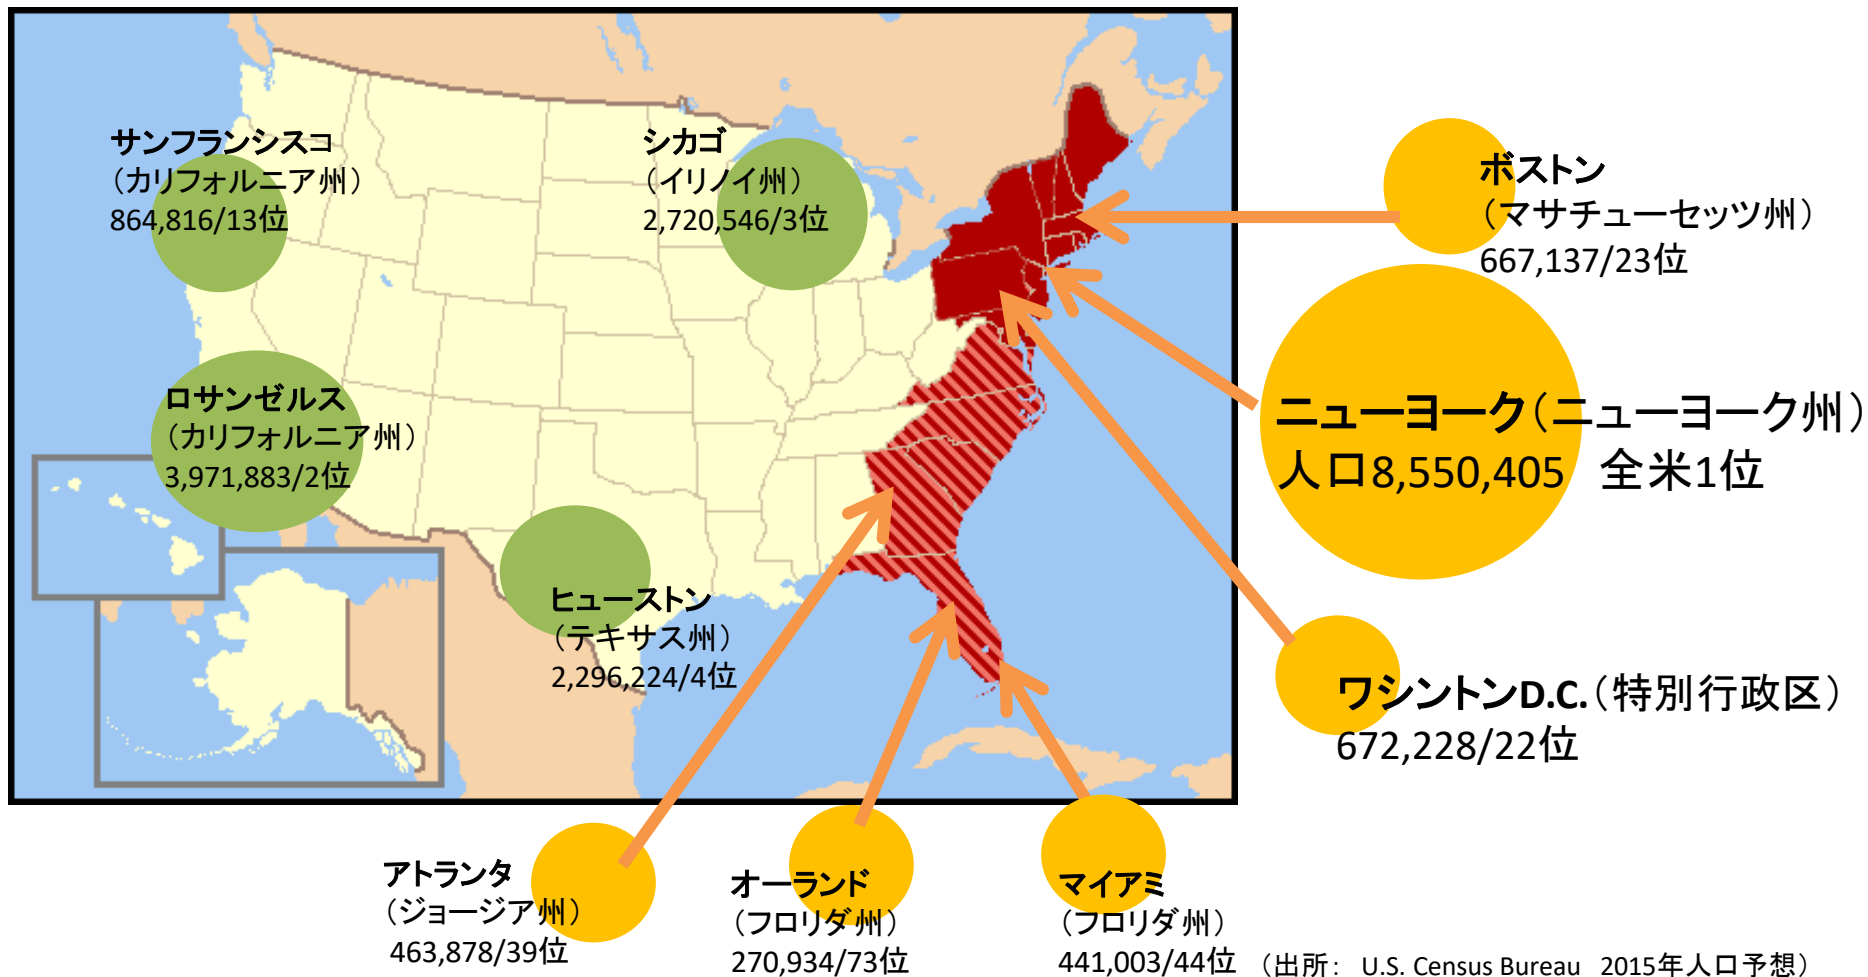 サンフランシスコ
（カリフォルニア州）
864,816/13位
シカゴ
（イリノイ州）
2,720,546/3位
ボストン
（マサチューセッツ州）
667,137/23位
ロサンゼルス
（カリフォルニア州）
3,971,883/2位
ニューヨーク（ニューヨーク州）
人口8,550,405　全米1位
ヒューストン
（テキサス州）
2,296,224/4位
ワシントンD.C.（特別行政区）
672,228/22位
アトランタ
（ジョージア州）
463,878/39位
オーランド
（フロリダ州）
270,934/73位
マイアミ
（フロリダ州）
441,003/44位
（出所： U.S. Census Bureau 2015年人口予想）